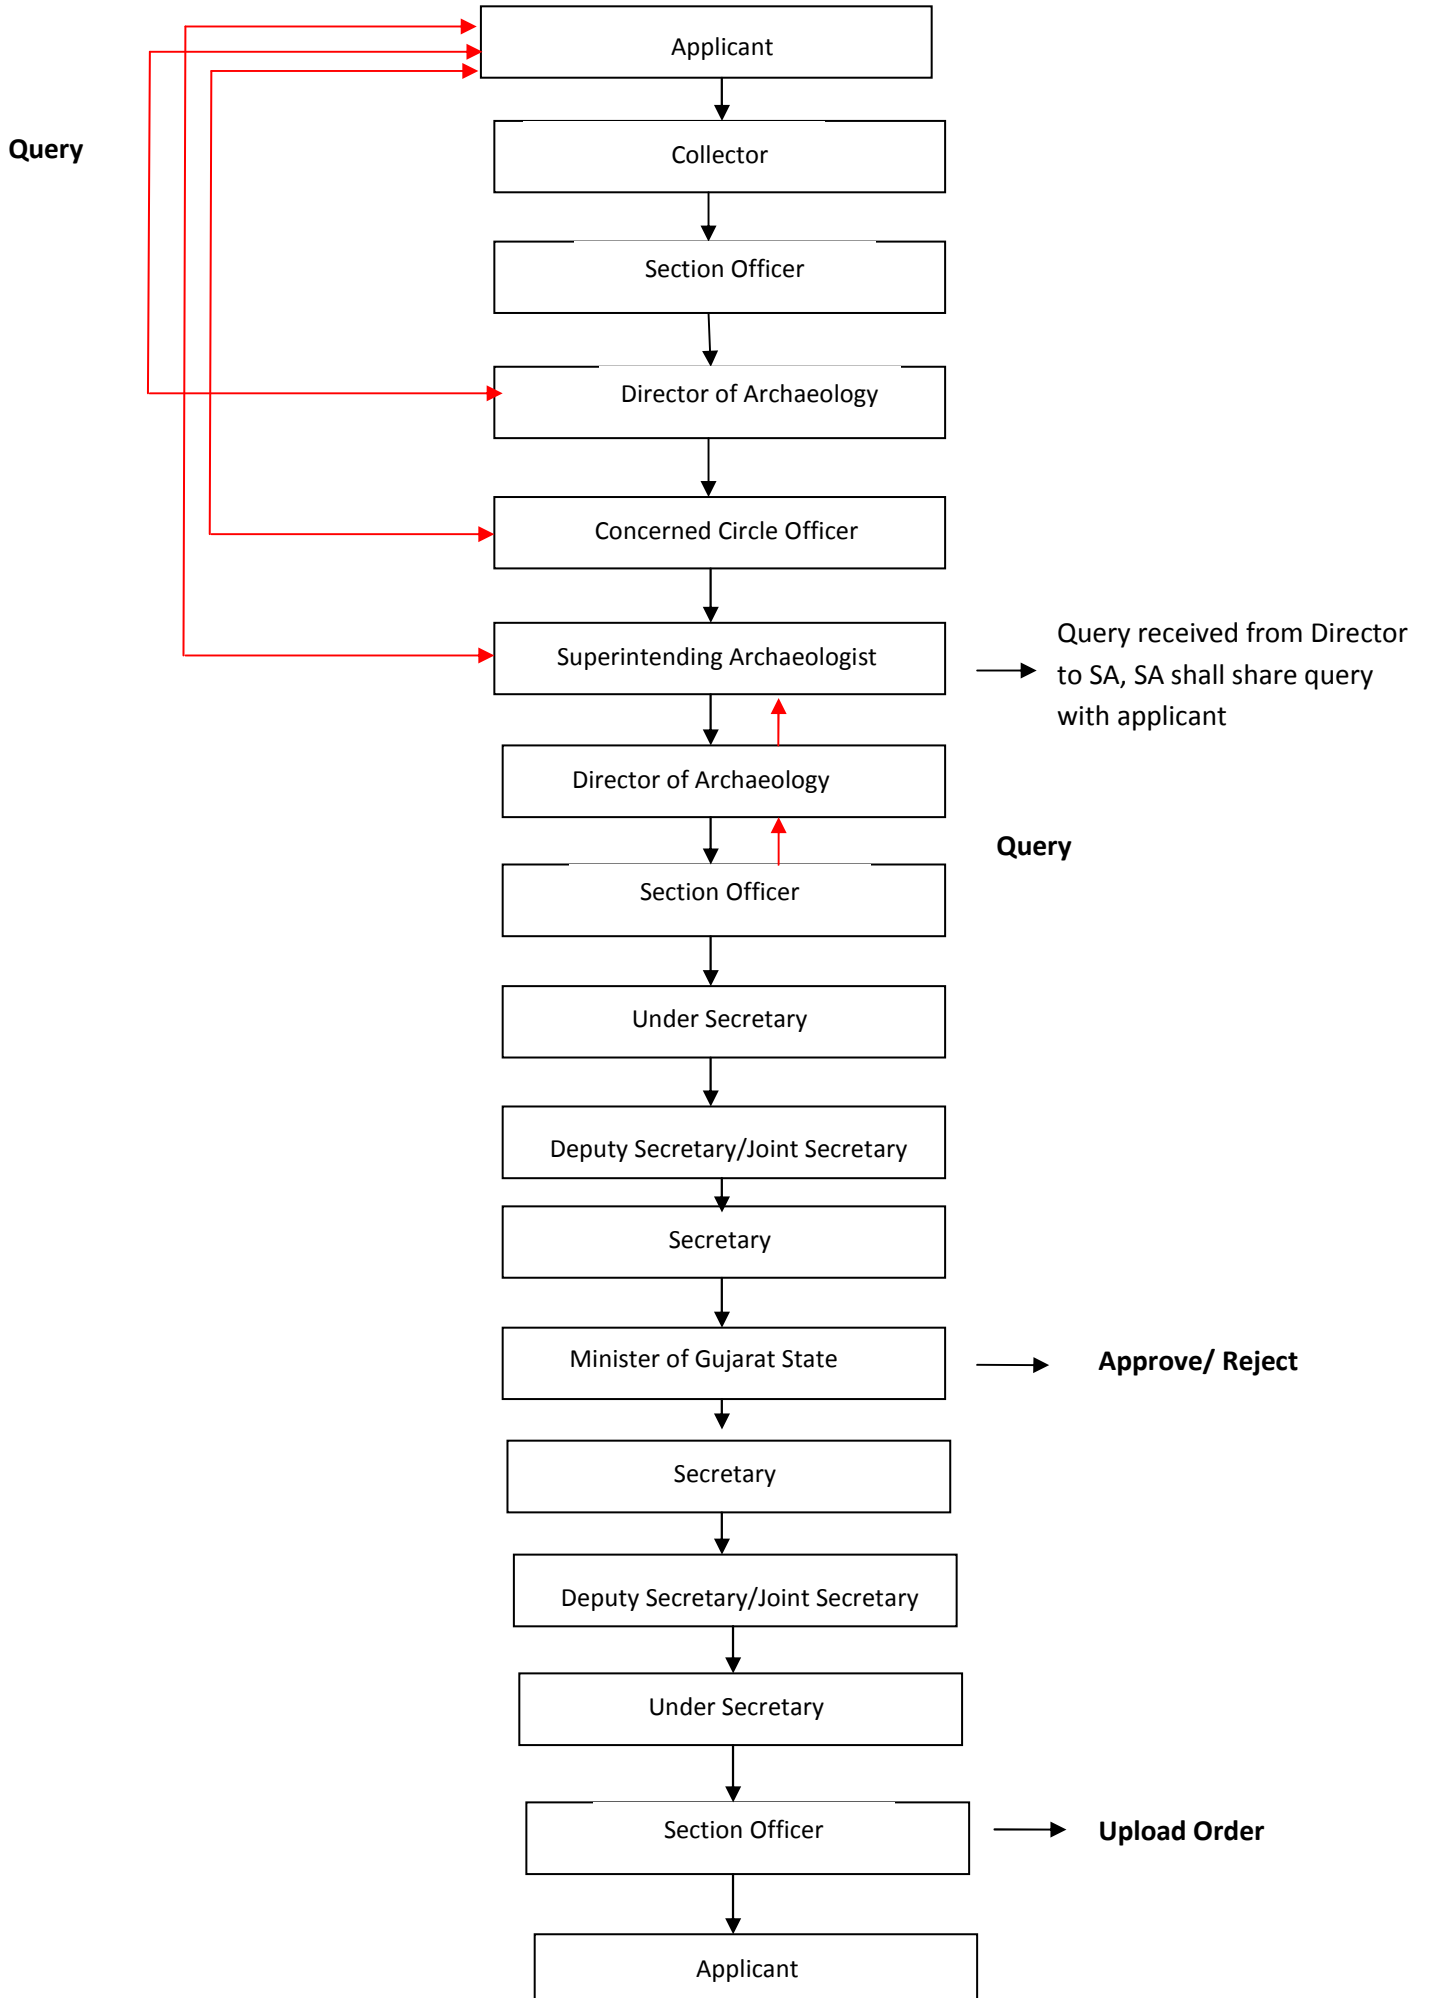 Applicant
Query
Collector
Section Officer
Director of Archaeology
Concerned Circle Officer
Superintending Archaeologist
Query received from Director
to SA, SA shall share query
with applicant
Director of Archaeology
Query
Section Officer
Under Secretary
Deputy Secretary/Joint Secretary
Secretary
Minister of Gujarat State
Approve/ Reject
Secretary
Deputy Secretary/Joint Secretary
Under Secretary
Section Officer
Upload Order
Applicant